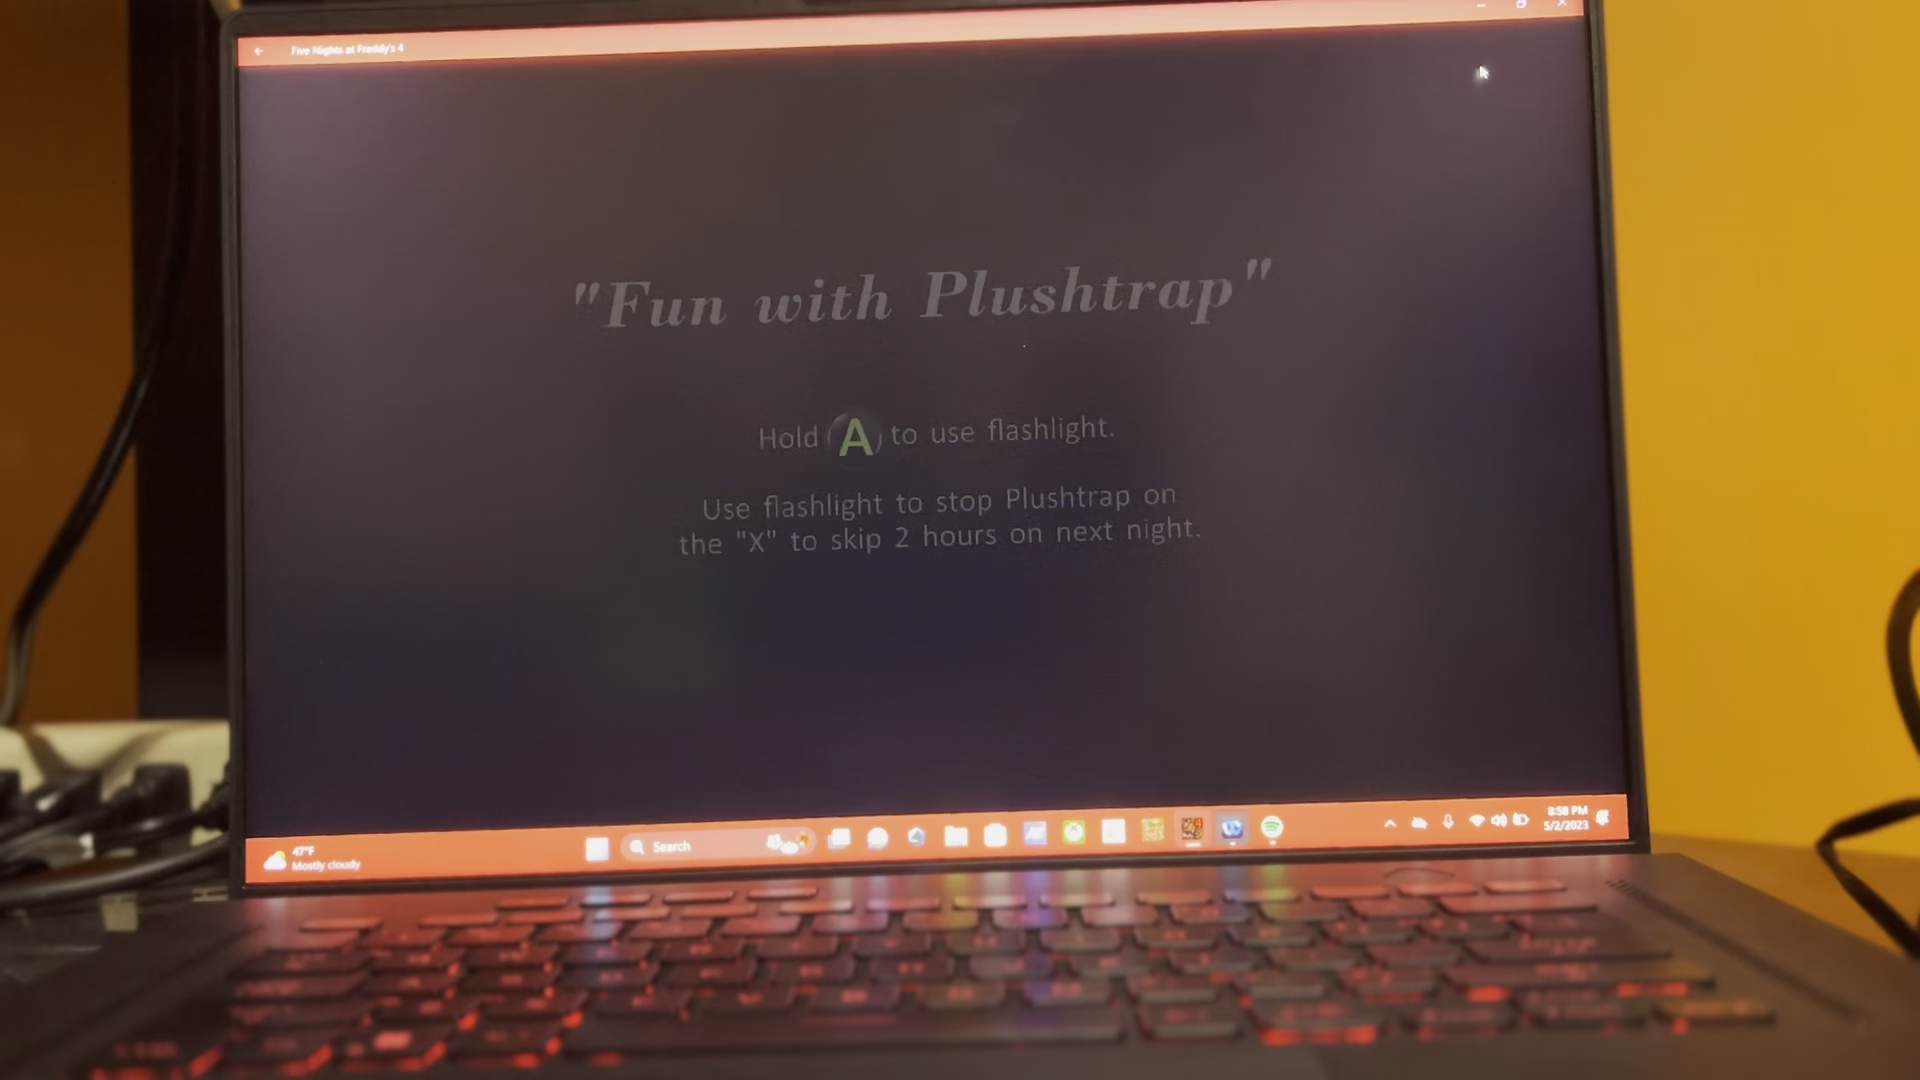 Five Nights at Freddy's 4
"Fun with Plushtrap"
Hold A to use flashlight.
Use flashlight to stop Plushtrap on
the "X" to skip 2 hours on next night.
47°F
Mostly cloudy
Search
8:58 PM
5/2/2023